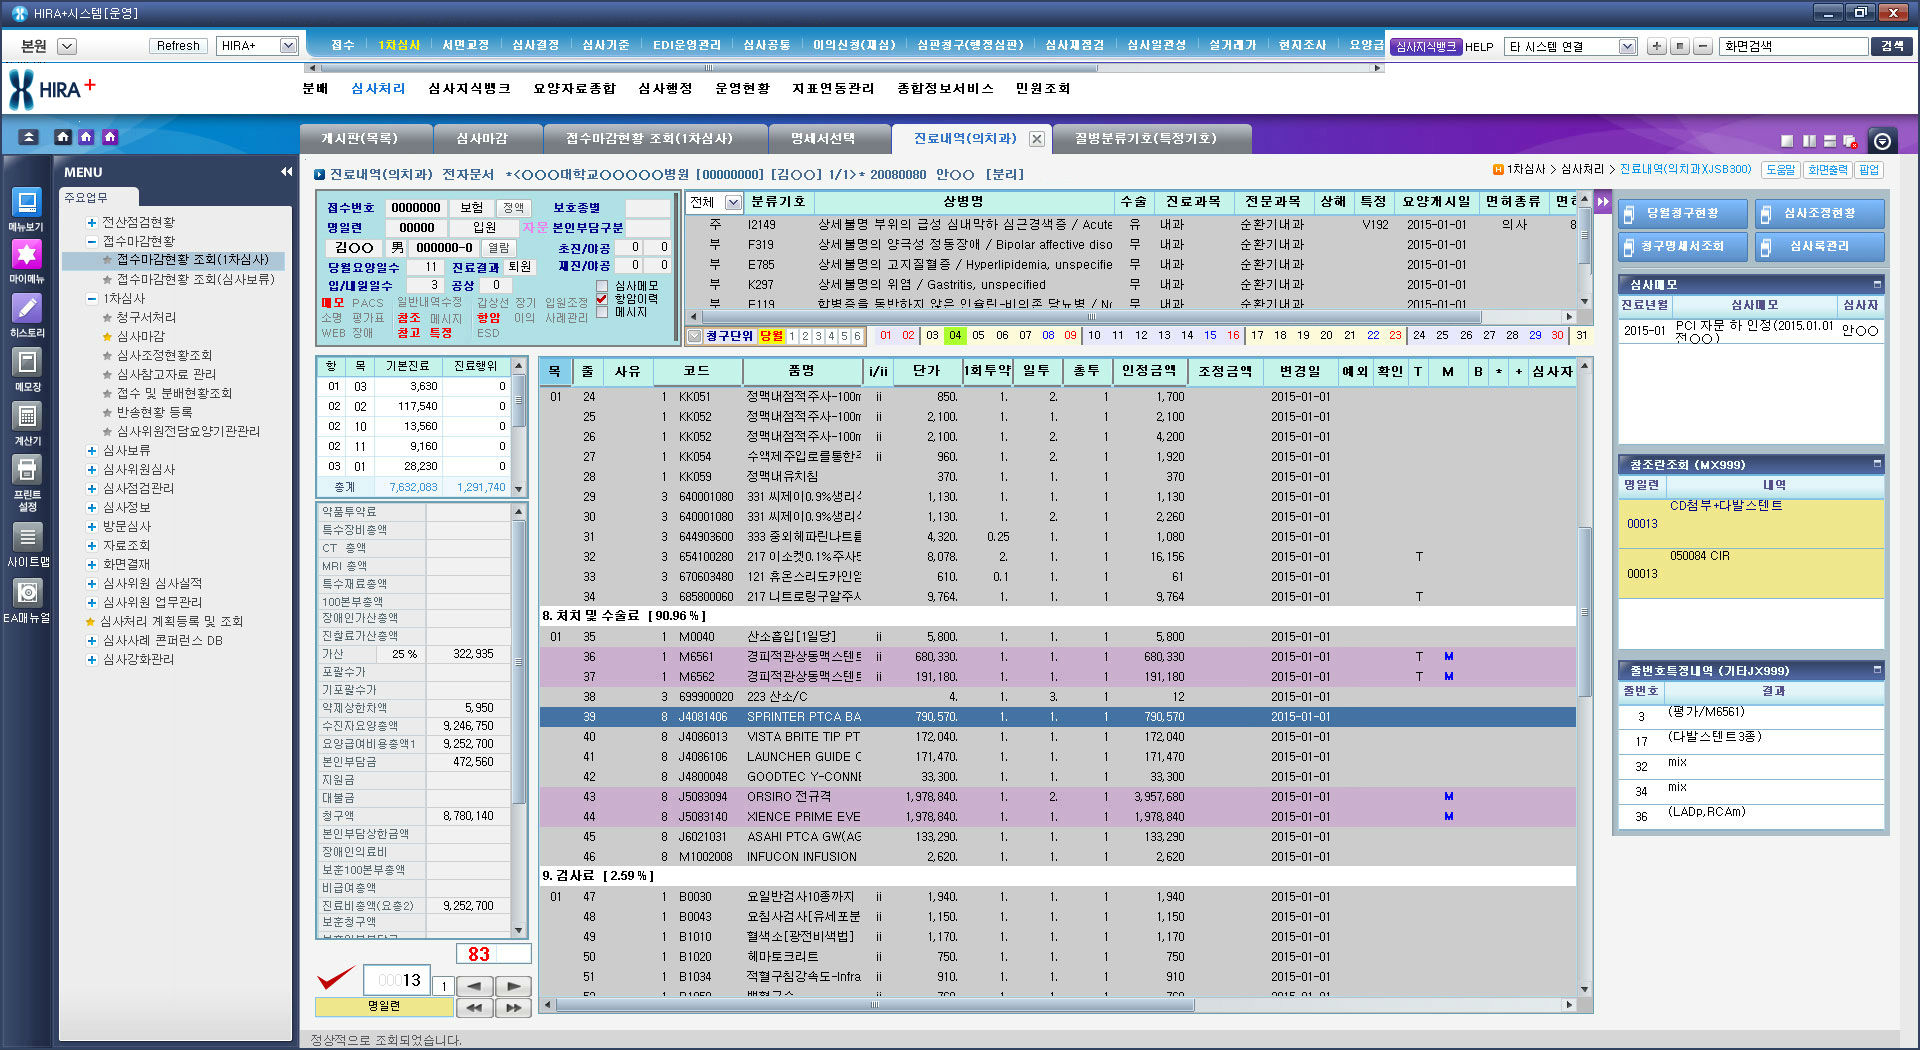 HIRA+시스템[운영]
본원 Refresh HIRA+ 접수 1차심사 서면교정 심사결정 심사기준 EDI운영관리 심사공통 이의신청(재심) 심판청구(행정심판) 심사재점검 심사일관성 실거래가 현지조사 요양급 심사지식뱅크 HELP 타 시스템 연결 화면검색 검색
HIRA+ 분배 심사처리 심사지식뱅크 요양자료종합 심사행정 운영현황 지표연동관리 종합정보서비스 민원조회
게시판(목록) 심사마감 접수마감현황 조회(1차심사) 명세서선택 진료내역(의치과) 질병분류기호(특정기호)
진료내역(의치과) 전자문서 *<○○○대학교○○○○○병원 [00000000] [김○○] 1/1>* 20080080 안○○ [분리]
1차심사 > 심사처리 > 진료내역(의치과)(JSB300) 도움말 화면출력 팝업
메뉴보기
마이메뉴
히스토리
메모장
계산기
프린트
설정
사이트맵
EA매뉴얼
MENU
주요업무
전산점검현황
접수마감현황
접수마감현황 조회(1차심사)
접수마감현황 조회(심사보류)
1차심사
청구서처리
심사마감
심사조정현황조회
심사참고자료 관리
접수 및 분배현황조회
반송현황 등록
심사위원전담요양기관관리
심사보류
심사위원심사
심사점검관리
심사정보
방문심사
자료조회
화면결재
심사위원 심사실적
심사위원 업무관리
심사처리 계획등록 및 조회
심사사례 콘퍼런스 DB
심사강화관리
접수번호 0000000 보험 정액 보호종별
명일련 00000 입원 자문 본인부담구분
김○○ 男 000000-0 열람 초진/야공 0 0
당월요양일수 11 진료결과 퇴원 재진/야공 0 0
입/내원일수 3 공상 0 심사메모
항암이력
메시지
메모 PACS 일반내역수정 갑상선 장기 입원조정
소명 평가표 참조 메시지 항암 이의 사례관리
WEB 장애 참고 특정 ESD
전체 분류기호 상병명 수술 진료과목 전문과목 상해 특정 요양개시일 면허종류 면허
주 I2149 상세불명 부위의 급성 심내막하 심근경색증 / Acute 유 내과 순환기내과 V192 2015-01-01 의사 8
부 F319 상세불명의 양극성 정동장애 / Bipolar affective diso 무 내과 순환기내과 2015-01-01
부 E785 상세불명의 고지질혈증 / Hyperlipidemia, unspecifie 무 내과 순환기내과 2015-01-01
부 K297 상세불명의 위염 / Gastritis, unspecified 무 내과 순환기내과 2015-01-01
부 E119 합병증을 동반하지 않은 인슐린-비의존 당뇨병 / No 무 내과 순환기내과 2015-01-01
청구단위 당월 1 2 3 4 5 6 01 02 03 04 05 06 07 08 09 10 11 12 13 14 15 16 17 18 19 20 21 22 23 24 25 26 27 28 29 30 31
항 목 기본진료 진료행위
01 03 3,630 0
02 02 117,540 0
02 10 13,560 0
02 11 9,160 0
03 01 28,230 0
총계 7,632,083 1,291,740
약품투약료
특수장비총액
CT 총액
MRI 총액
특수재료총액
100본부총액
장애인가산총액
진찰료가산총액
가산 25 % 322,935
포괄수가
기포괄수가
약제상한차액 5,950
수진자요양총액 9,246,750
요양급여비용총액1 9,252,700
본인부담금 472,560
지원금
대불금
청구액 8,780,140
본인부담상한금액
장애인의료비
보훈100본부총액
비급여총액
진료비총액(요총2) 9,252,700
보훈청구액
83
00013 1
명일련
목 줄 사유 코드 품명 i/ii 단가 1회투약 일투 총투 인정금액 조정금액 변경일 예외 확인 T M B * + 심사자
01 24 1 KK051 정맥내점적주사-100m ii 850. 1. 2. 1 1,700 2015-01-01
25 1 KK052 정맥내점적주사-100m ii 2,100. 1. 1. 1 2,100 2015-01-01
26 1 KK052 정맥내점적주사-100m ii 2,100. 1. 2. 1 4,200 2015-01-01
27 1 KK054 수액제주입로를통한주 ii 960. 1. 2. 1 1,920 2015-01-01
28 1 KK059 정맥내유치침 370. 1. 1. 1 370 2015-01-01
29 3 640001080 331 씨제이0.9%생리식 1,130. 1. 1. 1 1,130 2015-01-01
30 3 640001080 331 씨제이0.9%생리식 1,130. 1. 2. 1 2,260 2015-01-01
31 3 644903600 333 중외헤파린나트륨 4,320. 0.25 1. 1 1,080 2015-01-01
32 3 654100280 217 이소켓0.1%주사5 8,078. 2. 1. 1 16,156 2015-01-01 T
33 3 670603480 121 휴온스리도카인염 610. 0.1 1. 1 61 2015-01-01
34 3 685800060 217 니트로링구알주사 9,764. 1. 1. 1 9,764 2015-01-01 T
8. 처치 및 수술료 [ 90.96 % ]
01 35 1 M0040 산소흡입[1일당] ii 5,800. 1. 1. 1 5,800 2015-01-01
36 1 M6561 경피적관상동맥스텐트 ii 680,330. 1. 1. 1 680,330 2015-01-01 T M
37 1 M6562 경피적관상동맥스텐트 ii 191,180. 1. 1. 1 191,180 2015-01-01 T M
38 3 699900020 223 산소/C 4. 1. 3. 1 12 2015-01-01
39 8 J4081406 SPRINTER PTCA BA 790,570. 1. 1. 1 790,570 2015-01-01
40 8 J4086013 VISTA BRITE TIP PT 172,040. 1. 1. 1 172,040 2015-01-01
41 8 J4086106 LAUNCHER GUIDE C 171,470. 1. 1. 1 171,470 2015-01-01
42 8 J4800048 GOODTEC Y-CONNE 33,300. 1. 1. 1 33,300 2015-01-01
43 8 J5083094 ORSIRO 전규격 1,978,840. 1. 2. 1 3,957,680 2015-01-01 M
44 8 J5083140 XIENCE PRIME EVE 1,978,840. 1. 1. 1 1,978,840 2015-01-01 M
45 8 J6021031 ASAHI PTCA GW(AG 133,290. 1. 1. 1 133,290 2015-01-01
46 8 M1002008 INFUCON INFUSION 2,620. 1. 1. 1 2,620 2015-01-01
9. 검사료 [ 2.59 % ]
01 47 1 B0030 요일반검사10종까지 ii 1,940. 1. 1. 1 1,940 2015-01-01
48 1 B0043 요침사검사[유세포분 ii 1,150. 1. 1. 1 1,150 2015-01-01
49 1 B1010 혈색소[광전비색법] ii 1,170. 1. 1. 1 1,170 2015-01-01
50 1 B1020 헤마토크리트 ii 750. 1. 1. 1 750 2015-01-01
51 1 B1034 적혈구침강속도-Infra ii 910. 1. 1. 1 910 2015-01-01
52 1 B1050 백혈구수 ii 760. 1. 1. 1 760 2015-01-01
당월청구현황 심사조정현황
청구명세서조회 심사록관리
심사메모
진료년월 심사메모 심사자
2015-01 PCI 자문 하 인정(2015.01.01 안○○
전○○)
참조란조회 (MX999)
명일련 내역
00013 CD첨부+다발스텐트
00013 050084 CIR
줄번호특정내역 (기타JX999)
줄번호 결과
3 (평가/M6561)
17 (다발스텐트3종)
32 mix
34 mix
36 (LADp,RCAm)
정상적으로 조회되었습니다.